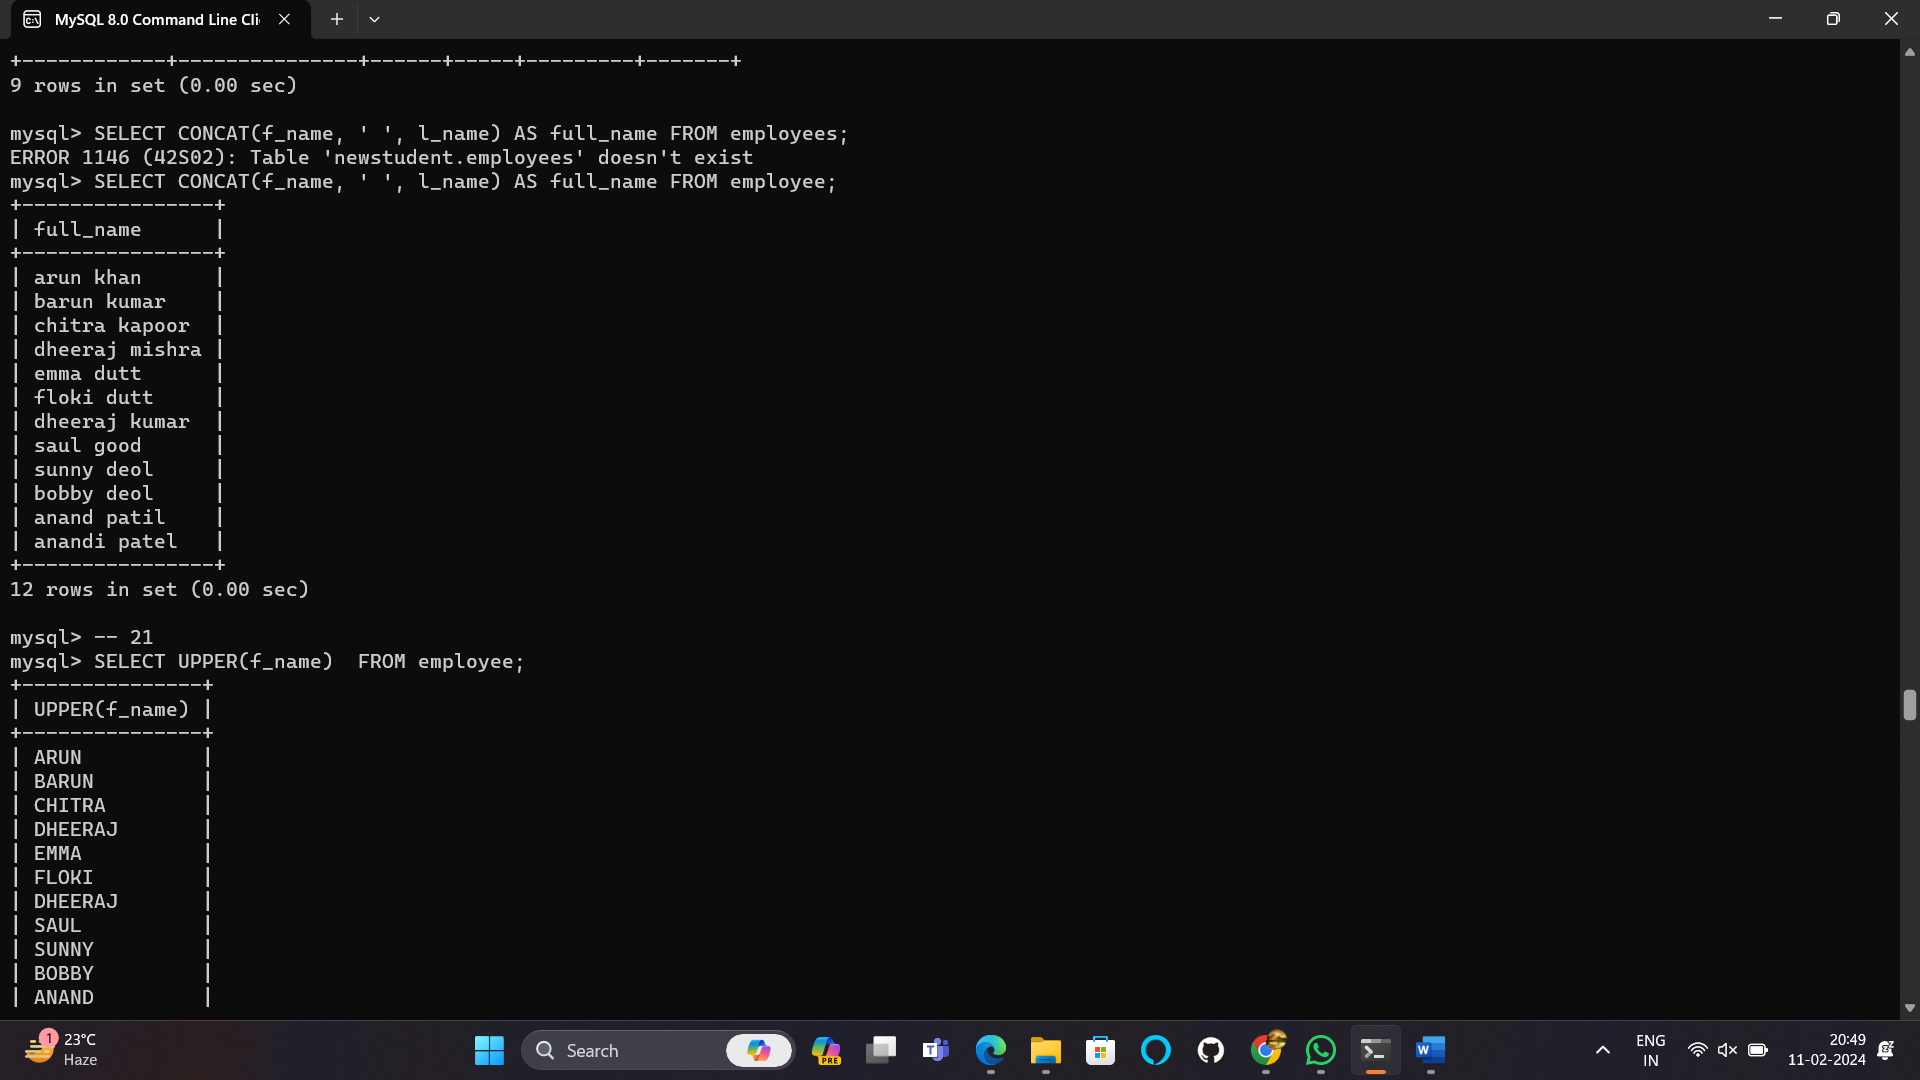 MySQL 8.0 Command Line Cli
+------------+---------------+------+-----+---------+-------+
9 rows in set (0.00 sec)
mysql> SELECT CONCAT(f_name, ' ', l_name) AS full_name FROM employees;
ERROR 1146 (42S02): Table 'newstudent.employees' doesn't exist
mysql> SELECT CONCAT(f_name, ' ', l_name) AS full_name FROM employee;
+----------------+
| full_name      |
+----------------+
| arun khan      |
| barun kumar    |
| chitra kapoor  |
| dheeraj mishra |
| emma dutt      |
| floki dutt     |
| dheeraj kumar  |
| saul good      |
| sunny deol     |
| bobby deol     |
| anand patil    |
| anandi patel   |
+----------------+
12 rows in set (0.00 sec)
mysql> -- 21
mysql> SELECT UPPER(f_name)  FROM employee;
+---------------+
| UPPER(f_name) |
+---------------+
| ARUN          |
| BARUN         |
| CHITRA        |
| DHEERAJ       |
| EMMA          |
| FLOKI         |
| DHEERAJ       |
| SAUL          |
| SUNNY         |
| BOBBY         |
| ANAND         |
1
23°C
Haze
Search
PRE
T
W
ENG
IN
20:49
11-02-2024